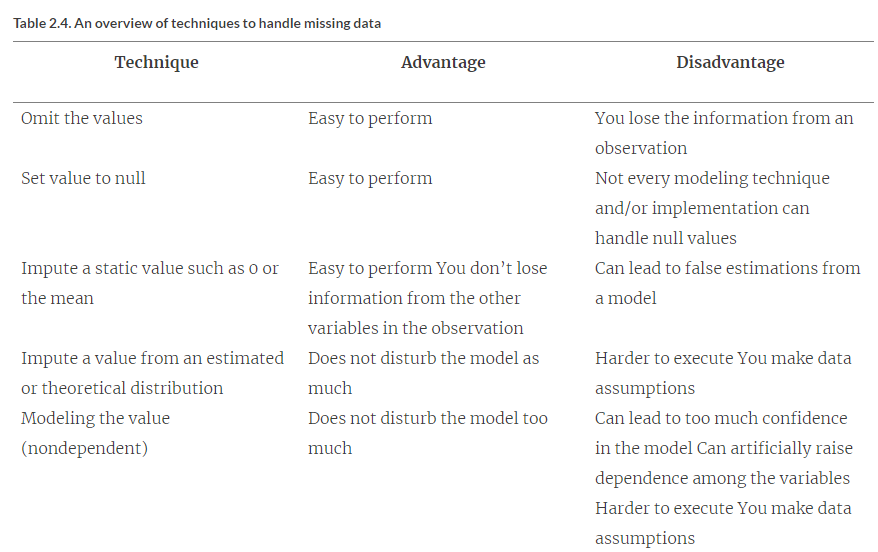 Table 2.4. An overview of techniques to handle missing data
Technique Advantage Disadvantage
Omit the values Easy to perform You lose the information from an
observation
Set value to null Easy to perform Not every modeling technique
and/or implementation can
handle null values
Impute a static value such as 0 or Easy to perform You don’t lose Can lead to false estimations from
the mean information from the other a model
variables in the observation
Impute a value from an estimated Does not disturb the model as Harder to execute You make data
or theoretical distribution much assumptions
Modeling the value Does not disturb the model too Can lead to too much confidence
(nondependent) much in the model Can artificially raise
dependence among the variables
Harder to execute You make data
assumptions